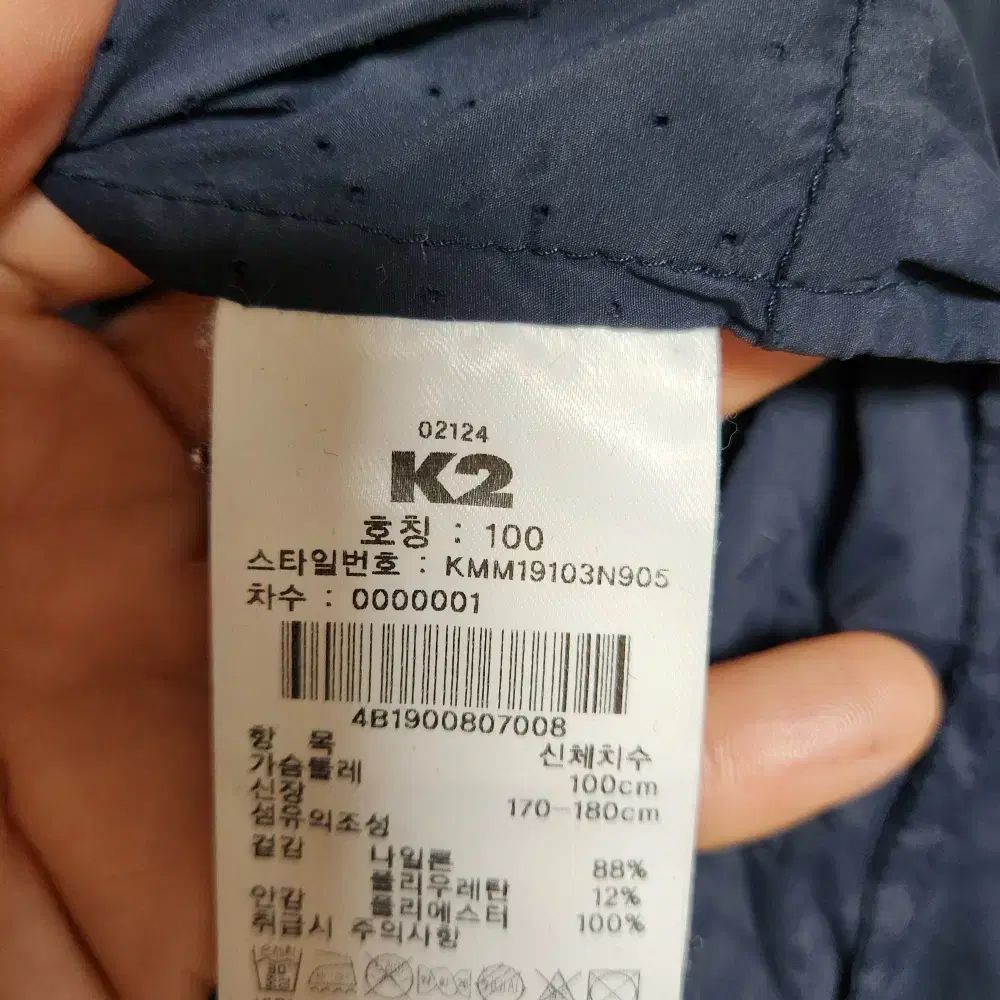 02124
K2
호칭 : 100
스타일번호 : KMM19103N905
차수 : 0000001
4B1900807008
항 목 신체치수
가슴둘레 100cm
신장 170-180cm
섬유의조성
겉감 나일론 88%
폴리우레탄 12%
안감 폴리에스터 100%
취급시 주의사항